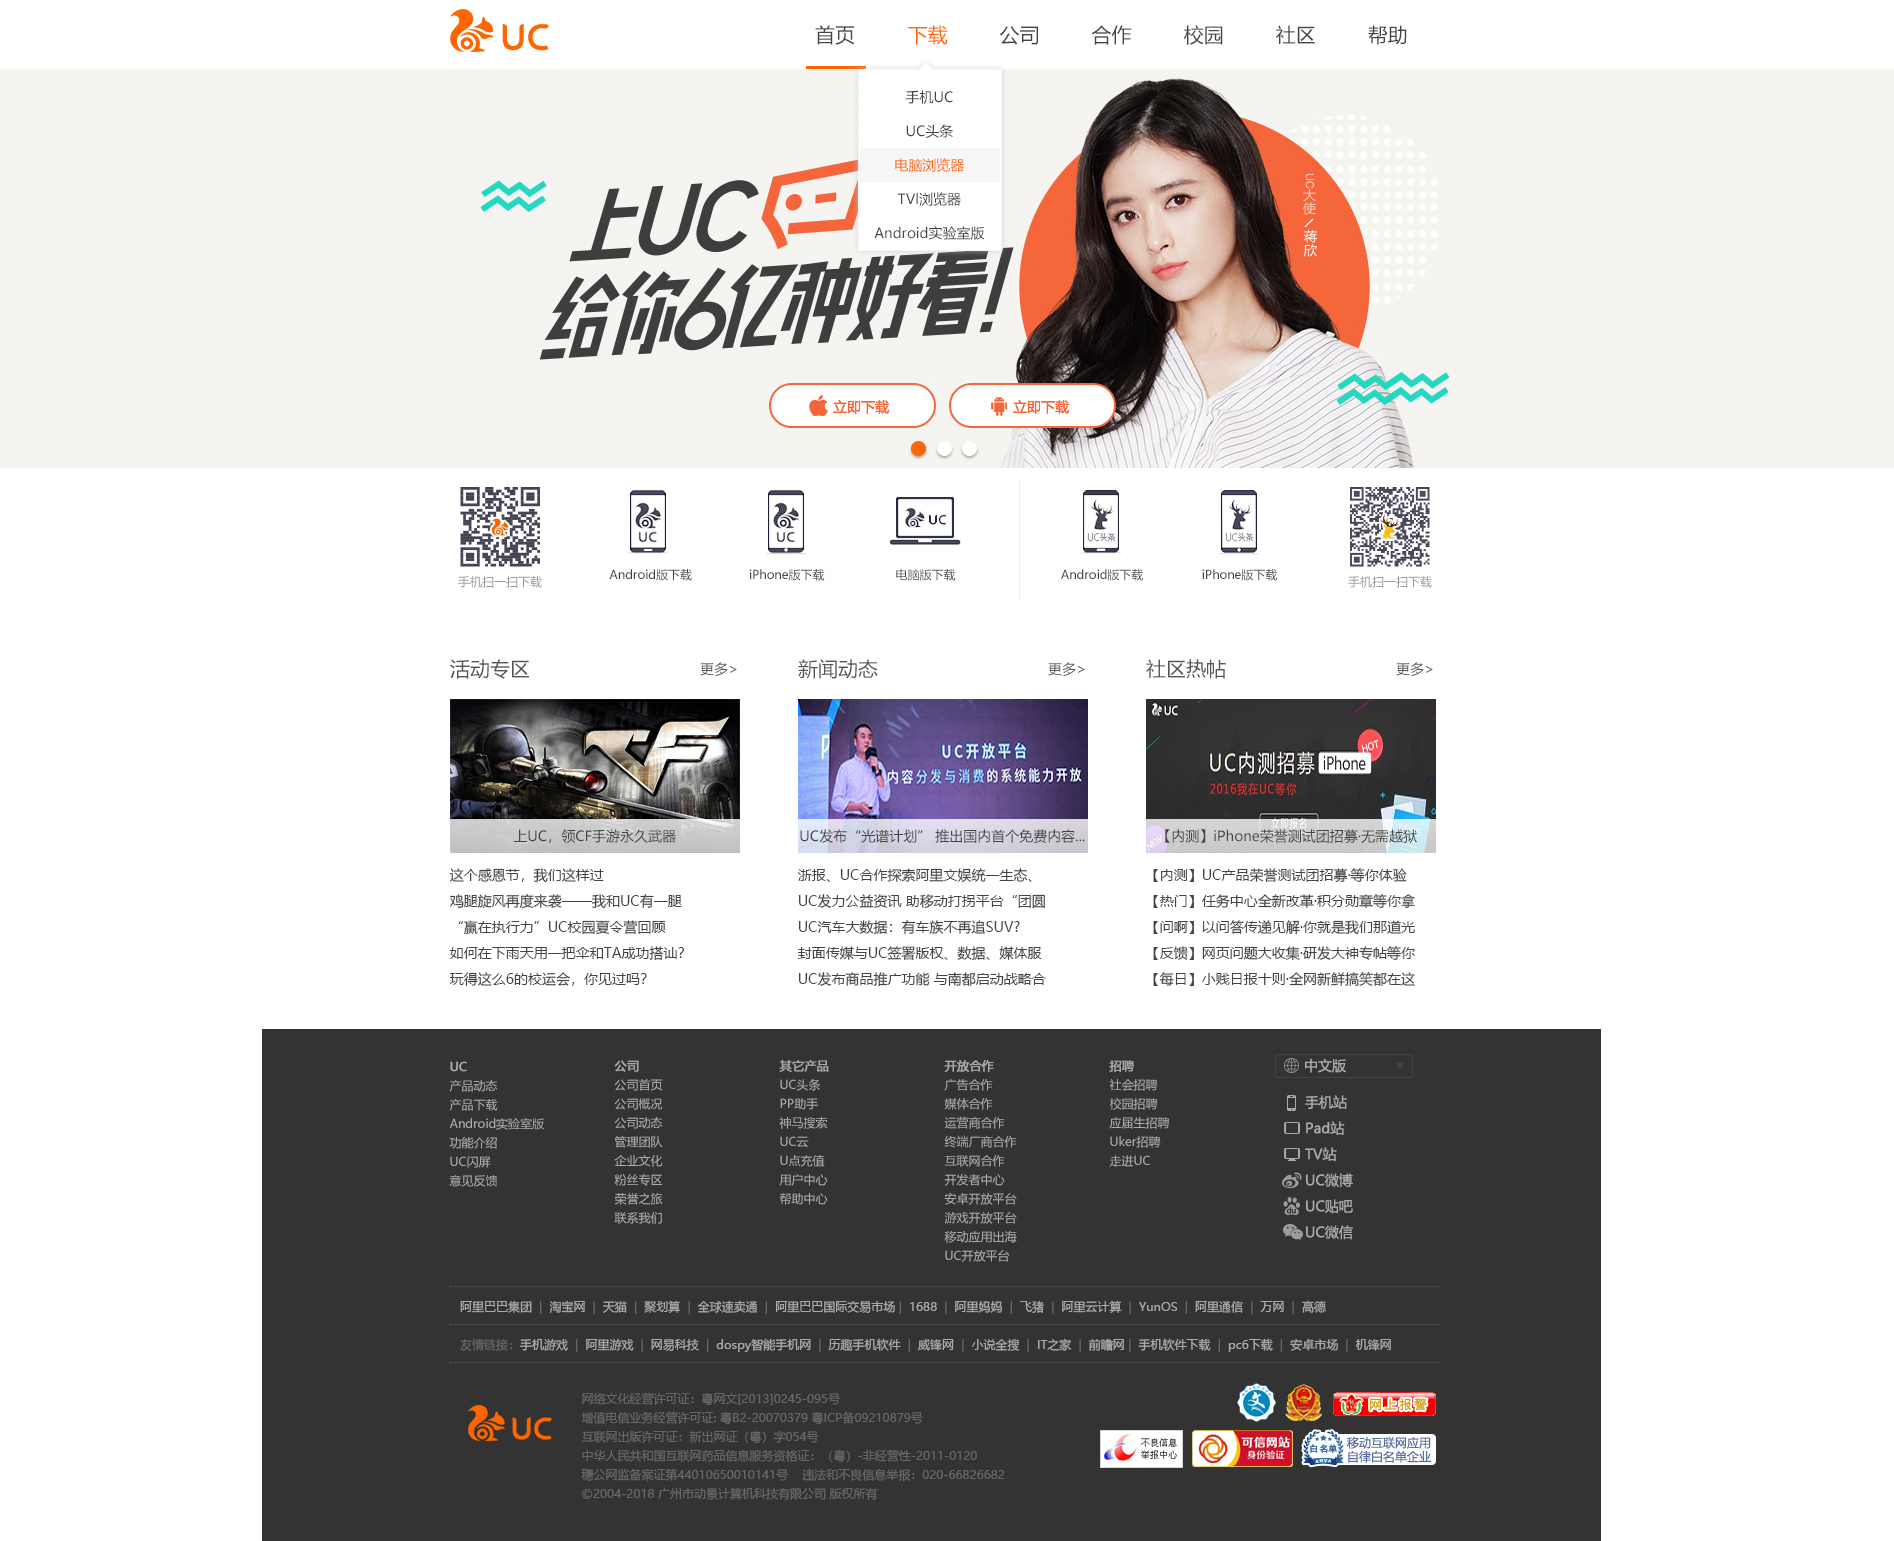 UC
首页 下载 公司 合作 校园 社区 帮助
手机UC
UC头条
电脑浏览器
TV浏览器
Android实验室版
上UC
给你6亿种好看!
UC大使/蒋欣
立即下载 立即下载
手机扫一扫下载
UC
Android版下载
UC
iPhone版下载
UC
电脑版下载
UC头条
Android版下载
UC头条
iPhone版下载
手机扫一扫下载
活动专区 更多>
CF
上UC，领CF手游永久武器
这个感恩节，我们这样过
鸡腿旋风再度来袭——我和UC有一腿
“赢在执行力”UC校园夏令营回顾
如何在下雨天用一把伞和TA成功搭讪?
玩得这么6的校运会，你见过吗?
新闻动态 更多>
UC开放平台
内容分发与消费的系统能力开放
UC发布“光谱计划” 推出国内首个免费内容...
浙报、UC合作探索阿里文娱统一生态、
UC发力公益资讯 助移动打拐平台“团圆
UC汽车大数据：有车族不再追SUV?
封面传媒与UC签署版权、数据、媒体服
UC发布商品推广功能 与南都启动战略合
社区热帖 更多>
UC
HOT
UC内测招募 iPhone
2016我在UC等你
立即报名
NEW
【内测】iPhone荣誉测试团招募·无需越狱
【内测】UC产品荣誉测试团招募·等你体验
【热门】任务中心全新改革·积分勋章等你拿
【问啊】以问答传递见解·你就是我们那道光
【反馈】网页问题大收集·研发大神专帖等你
【每日】小贱日报十则·全网新鲜搞笑都在这
UC
产品动态
产品下载
Android实验室版
功能介绍
UC闪屏
意见反馈
公司
公司首页
公司概况
公司动态
管理团队
企业文化
粉丝专区
荣誉之旅
联系我们
其它产品
UC头条
PP助手
神马搜索
UC云
U点充值
用户中心
帮助中心
开放合作
广告合作
媒体合作
运营商合作
终端厂商合作
互联网合作
开发者中心
安卓开放平台
游戏开放平台
移动应用出海
UC开放平台
招聘
社会招聘
校园招聘
应届生招聘
Uker招聘
走进UC
中文版
手机站
Pad站
TV站
UC微博
UC贴吧
UC微信
阿里巴巴集团 | 淘宝网 | 天猫 | 聚划算 | 全球速卖通 | 阿里巴巴国际交易市场 | 1688 | 阿里妈妈 | 飞猪 | 阿里云计算 | YunOS | 阿里通信 | 万网 | 高德
友情链接：手机游戏 | 阿里游戏 | 网易科技 | dospy智能手机网 | 历趣手机软件 | 威锋网 | 小说全搜 | IT之家 | 前瞻网 | 手机软件下载 | pc6下载 | 安卓市场 | 机锋网
UC
网络文化经营许可证：粤网文[2013]0245-095号
增值电信业务经营许可证: 粤B2-20070379 粤ICP备09210879号
互联网出版许可证：新出网证（粤）字054号
中华人民共和国互联网药品信息服务资格证：（粤）-非经营性-2011-0120
穗公网监备案证第44010650010141号 违法和不良信息举报：020-66826682
©2004-2018 广州市动景计算机科技有限公司 版权所有
网上报警
不良信息
举报中心
可信网站
身份验证
白名单
移动互联网应用
自律白名单企业